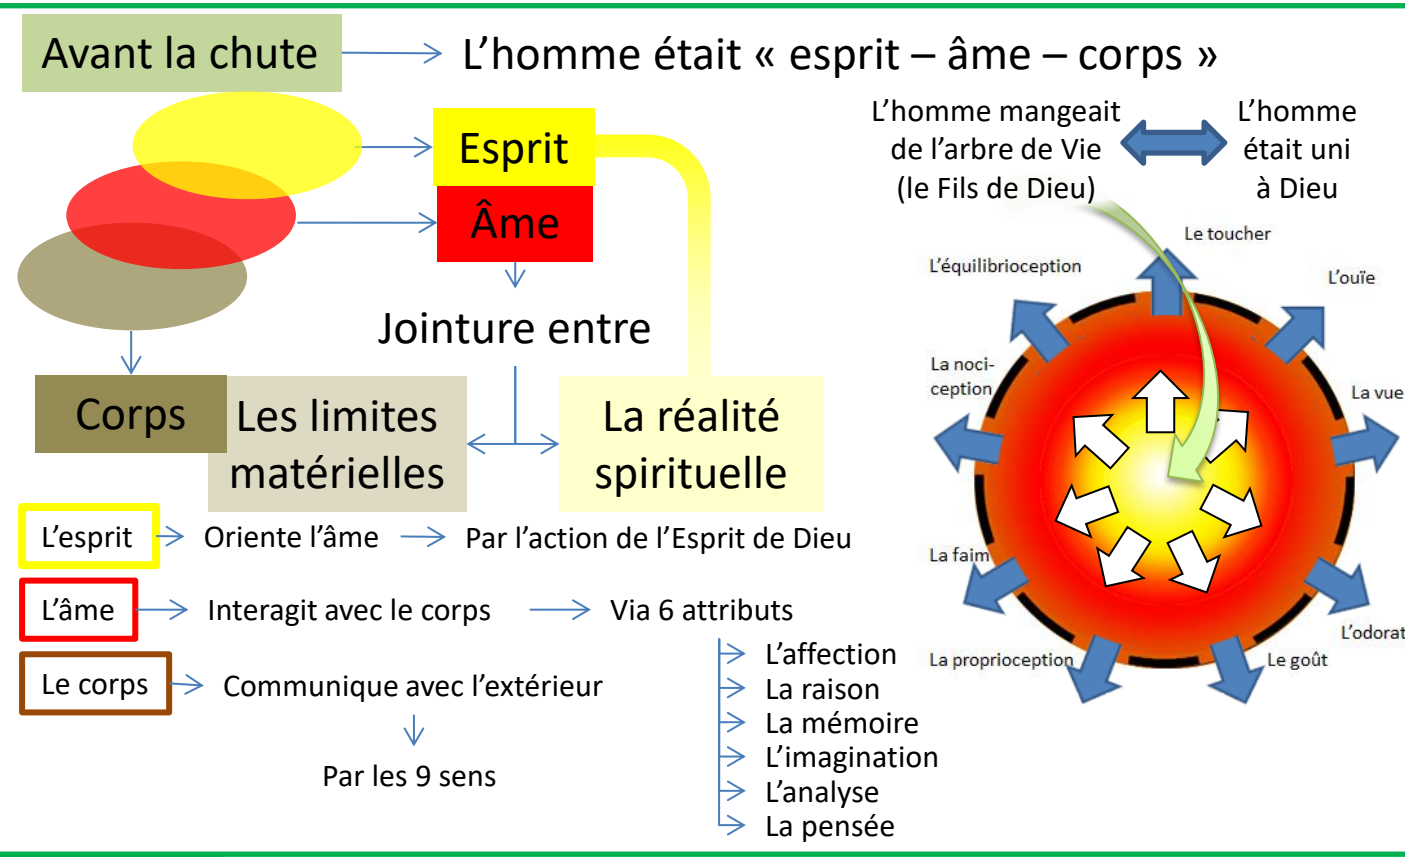 Avant la chute
L’homme était « esprit – âme – corps »
L’homme mangeait
de l’arbre de Vie
(le Fils de Dieu)
L’homme
était uni
à Dieu
Esprit
Âme
Jointure entre
Corps
Les limites
matérielles
La réalité
spirituelle
L’esprit
Oriente l’âme
Par l’action de l’Esprit de Dieu
L’âme
Interagit avec le corps
Via 6 attributs
L’affection
La raison
La mémoire
L’imagination
L’analyse
La pensée
Le corps
Communique avec l’extérieur
Par les 9 sens
Le toucher
L'équilibrioception
L'ouïe
La noci-
ception
La vue
La faim
L'odorat
La proprioception
Le goût